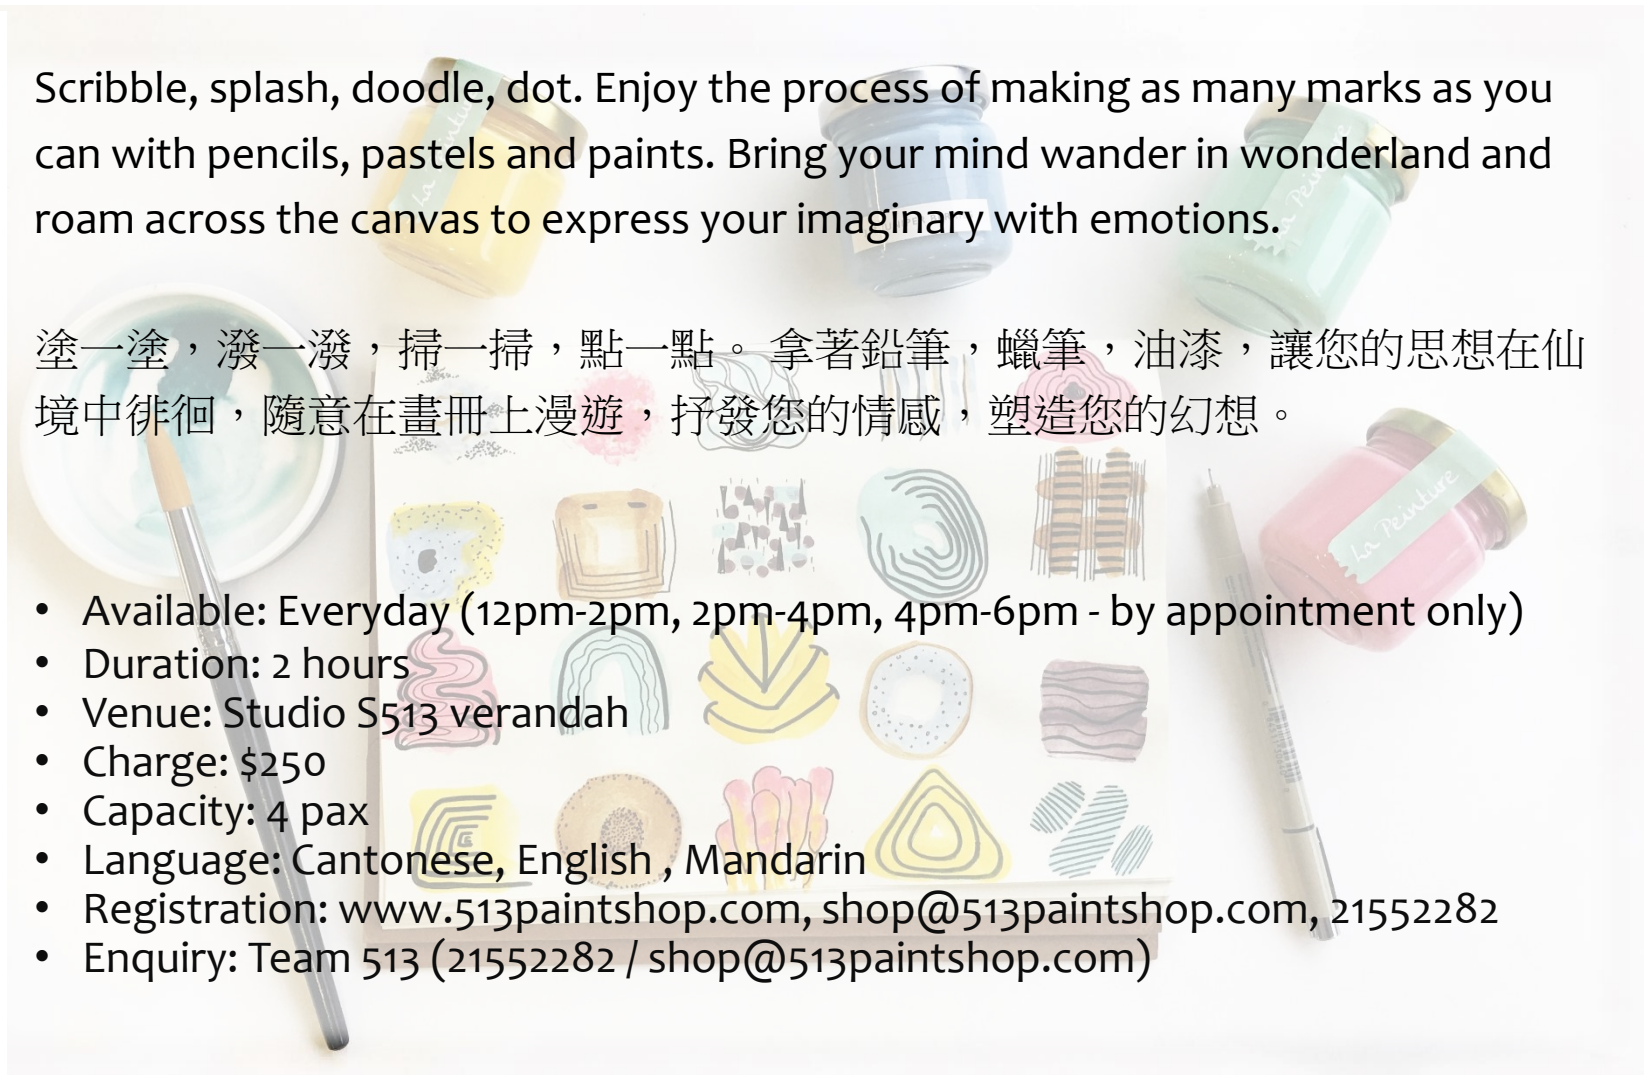 Scribble, splash, doodle, dot. Enjoy the process of making as many marks as you
can with pencils, pastels and paints. Bring your mind wander in wonderland and
roam across the canvas to express your imaginary with emotions.
塗一塗，潑一潑，掃一掃，點一點。 拿著鉛筆，蠟筆，油漆，讓您的思想在仙
境中徘徊，隨意在畫冊上漫遊，抒發您的情感，塑造您的幻想。
• Available: Everyday (12pm-2pm, 2pm-4pm, 4pm-6pm - by appointment only)
• Duration: 2 hours
• Venue: Studio S513 verandah
• Charge: $250
• Capacity: 4 pax
• Language: Cantonese, English , Mandarin
• Registration: www.513paintshop.com, shop@513paintshop.com, 21552282
• Enquiry: Team 513 (21552282 / shop@513paintshop.com)
La Peinture
La Peinture
La Peinture